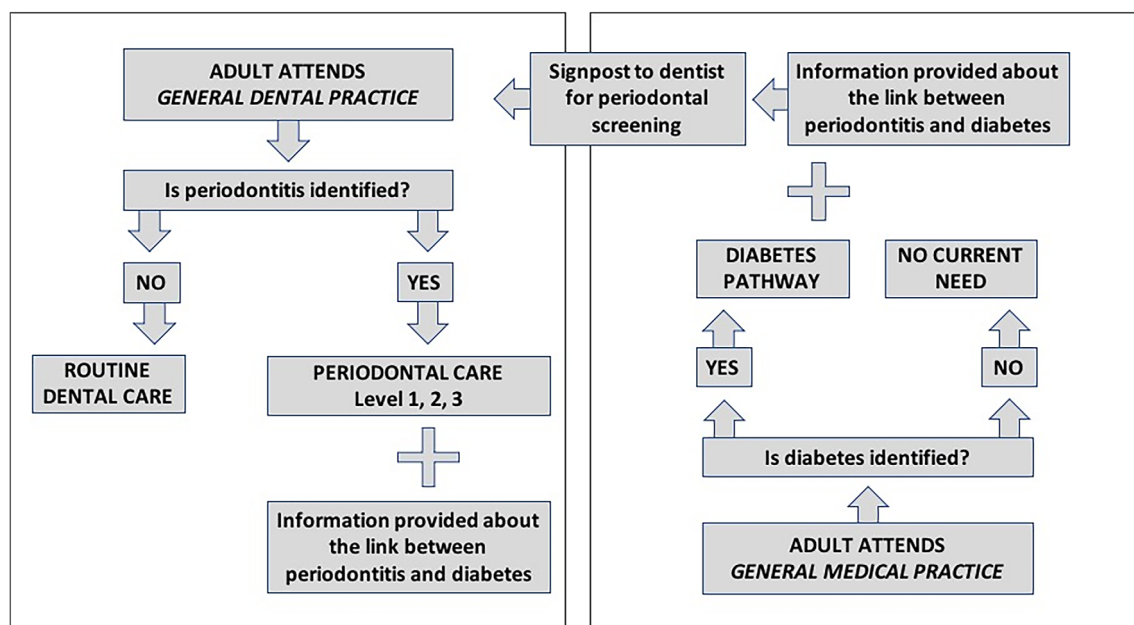 ADULT ATTENDS
GENERAL DENTAL PRACTICE
Is periodontitis identified?
NO
YES
ROUTINE
DENTAL CARE
PERIODONTAL CARE
Level 1, 2, 3
Information provided about
the link between
periodontitis and diabetes
Signpost to dentist
for periodontal
screening
Information provided about
the link between
periodontitis and diabetes
DIABETES
PATHWAY
NO CURRENT
NEED
YES
NO
Is diabetes identified?
ADULT ATTENDS
GENERAL MEDICAL PRACTICE